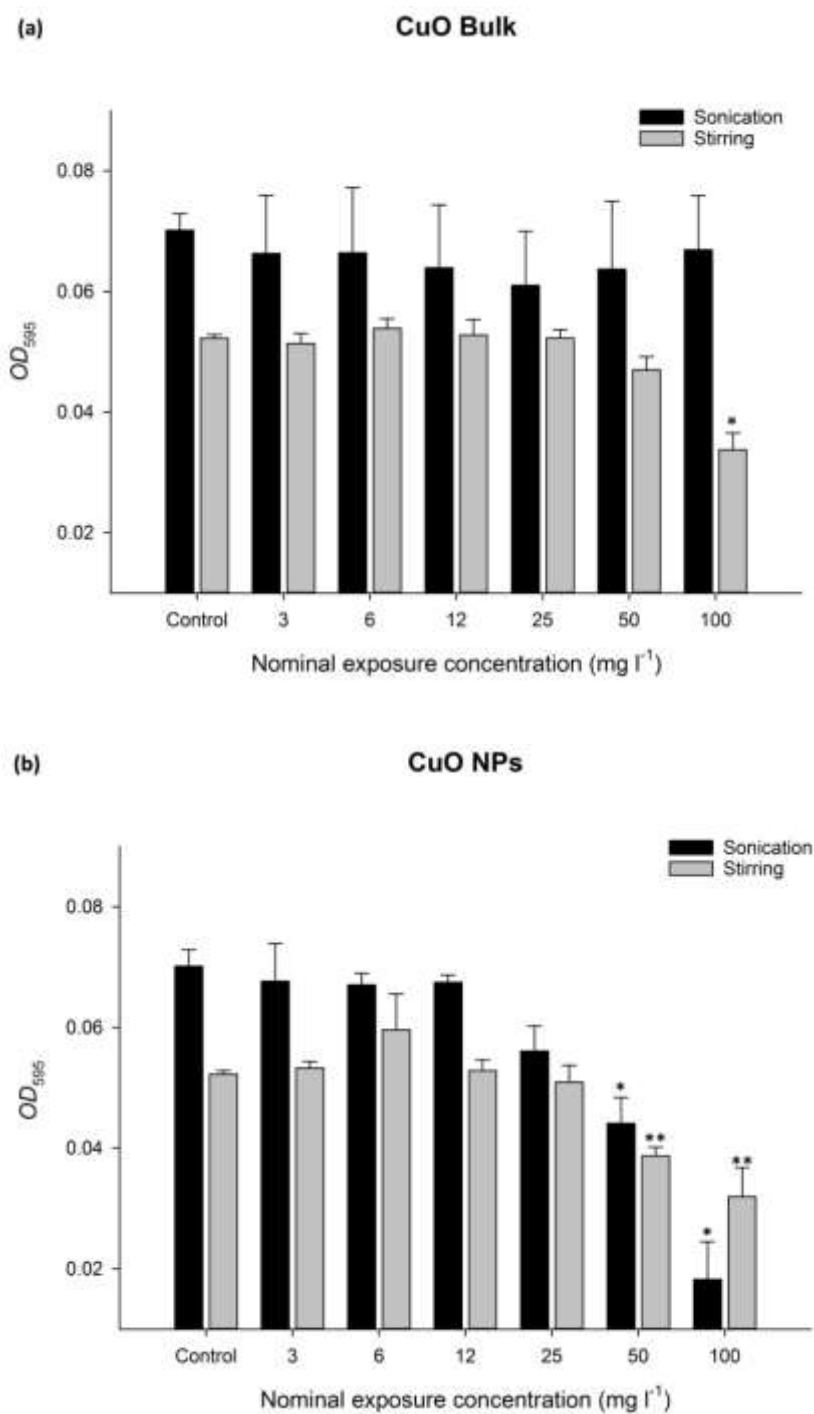 (a)
CuO Bulk
Sonication
Stirring
0.08
0.06
0.04
0.02
OD595
*
Control 3 6 12 25 50 100
Nominal exposure concentration (mg l-1)
(b)
CuO NPs
Sonication
Stirring
0.08
0.06
0.04
0.02
OD595
* ** * **
Control 3 6 12 25 50 100
Nominal exposure concentration (mg l-1)